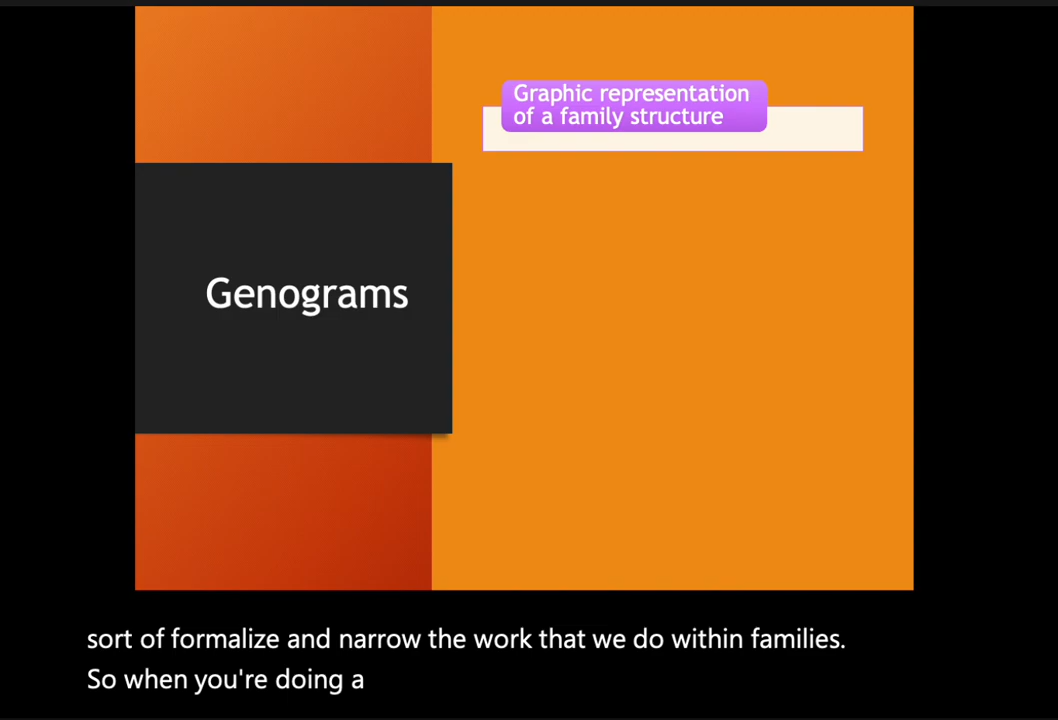 Graphic representation
of a family structure
Genograms
sort of formalize and narrow the work that we do within families.
So when you're doing a